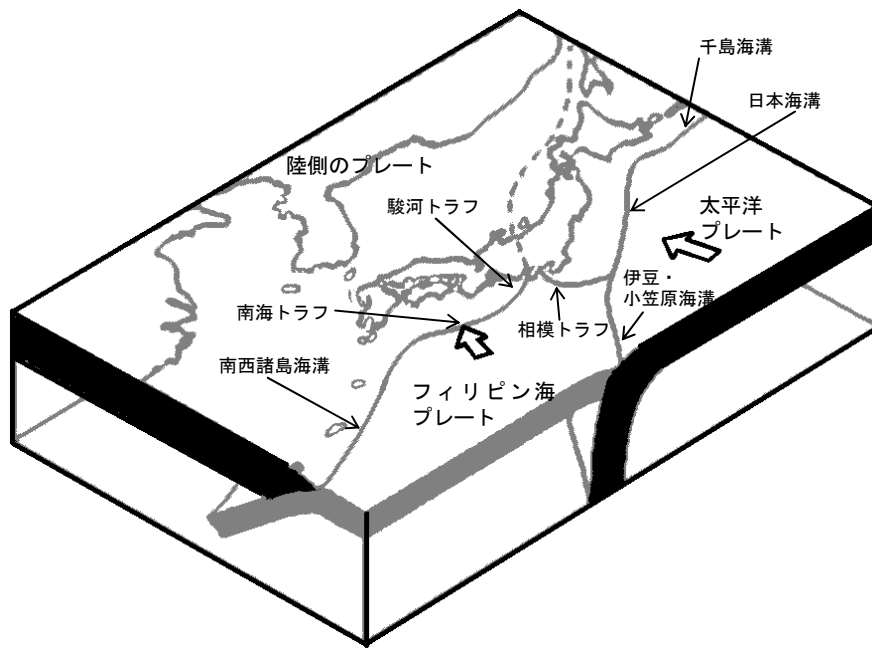 千島海溝
日本海溝
陸側のプレート
駿河トラフ
太平洋
プレート
伊豆・
小笠原海溝
南海トラフ
相模トラフ
南西諸島海溝
フィリピン海
プレート